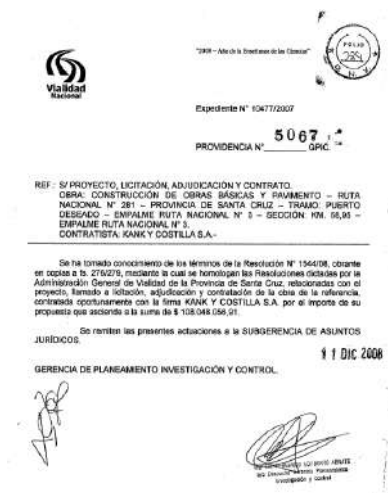 "2008 – Año de la Enseñanza de las Ciencias"
FOLIO
Vialidad
Nacional
Expediente N° 10477/2007
5067
PROVIDENCIA N° GPIC.
REF.: S/ PROYECTO, LICITACIÓN, ADJUDICACIÓN Y CONTRATO.
OBRA: CONSTRUCCIÓN DE OBRAS BÁSICAS Y PAVIMENTO – RUTA
NACIONAL N° 281 – PROVINCIA DE SANTA CRUZ – TRAMO: PUERTO
DESEADO – EMPALME RUTA NACIONAL N° 3 – SECCIÓN: KM. 56,95 –
EMPALME RUTA NACIONAL N° 3.
CONTRATISTA: KANK Y COSTILLA S.A.-
Se ha tomado conocimiento de los términos de la Resolución N° 1544/08, obrante
en copias a fs. 276/279, mediante la cual se homologan las Resoluciones dictadas por la
Administración General de Vialidad de la Provincia de Santa Cruz, relacionadas con el
proyecto, llamado a licitación, adjudicación y contratación de la obra de la referencia,
contratada oportunamente con la firma KANK Y COSTILLA S.A. por el importe de su
propuesta que asciende a la suma de $ 108.048.056,91.
Se remiten las presentes actuaciones a la SUBGERENCIA DE ASUNTOS
JURÍDICOS.
11 DIC 2008
GERENCIA DE PLANEAMIENTO INVESTIGACIÓN Y CONTROL.
Investigación y Control